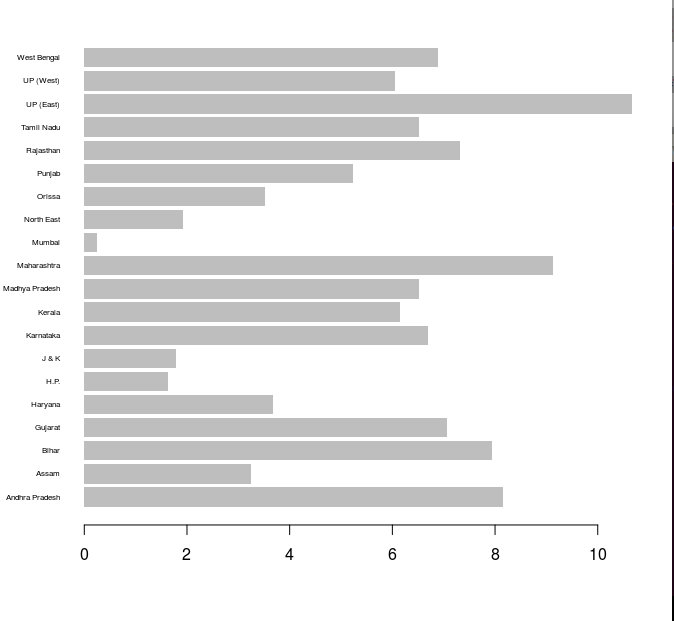 West Bengal
UP (West)
UP (East)
Tamil Nadu
Rajasthan
Punjab
Orissa
North East
Mumbai
Maharashtra
Madhya Pradesh
Kerala
Karnataka
J & K
H.P.
Haryana
Gujarat
Bihar
Assam
Andhra Pradesh
0 2 4 6 8 10